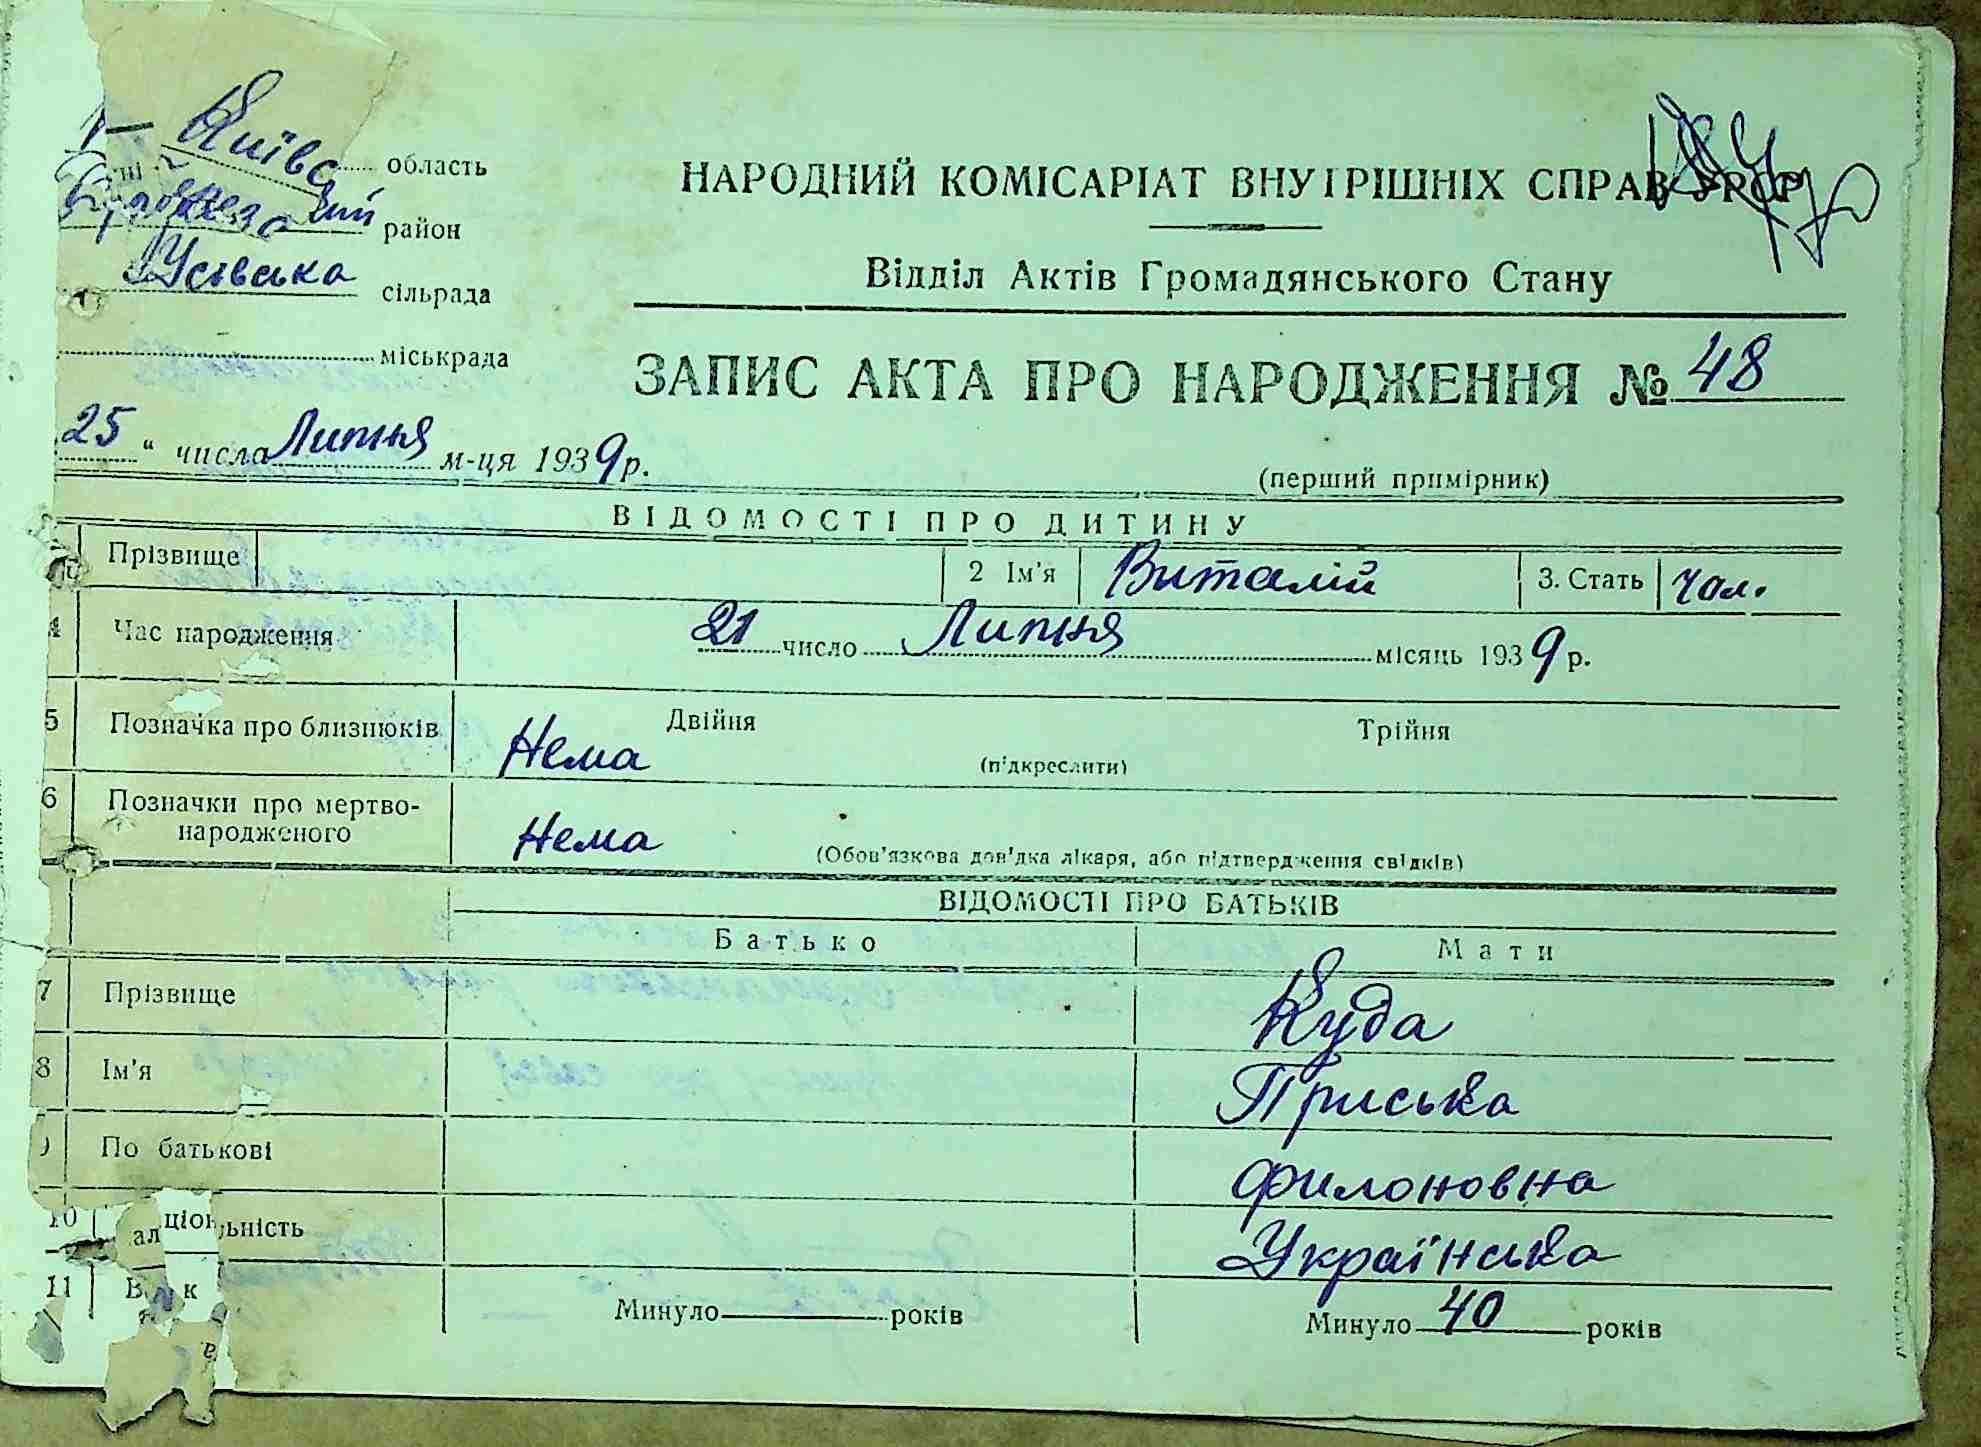 Київс область
район
Усівська сільрада
міськрада
НАРОДНИЙ КОМІСАРІАТ ВНУТРІШНІХ СПРАВ УРСР
Відділ Актів Громадянського Стану
ЗАПИС АКТА ПРО НАРОДЖЕННЯ № 48
25 " числа Липня м-ця 1939 р.
(перший примірник)
ВІДОМОСТІ ПРО ДИТИНУ
Прізвище 2 Ім'я Виталій 3. Стать чол.
4 Час народження 21 число Липня місяць 1939 р.
5 Позначка про близнюків Нема Двійня Трійня
(підкреслити)
6 Позначки про мертво-
народженого Нема (Обов'язкова дов'дка лікаря, або підтвердження свідків)
ВІДОМОСТІ ПРО БАТЬКІВ
Батько Мати
7 Прізвище Куда
8 Ім'я Приська
9 По батькові Филоновна
10 Українська
11 Минуло років Минуло 40 років